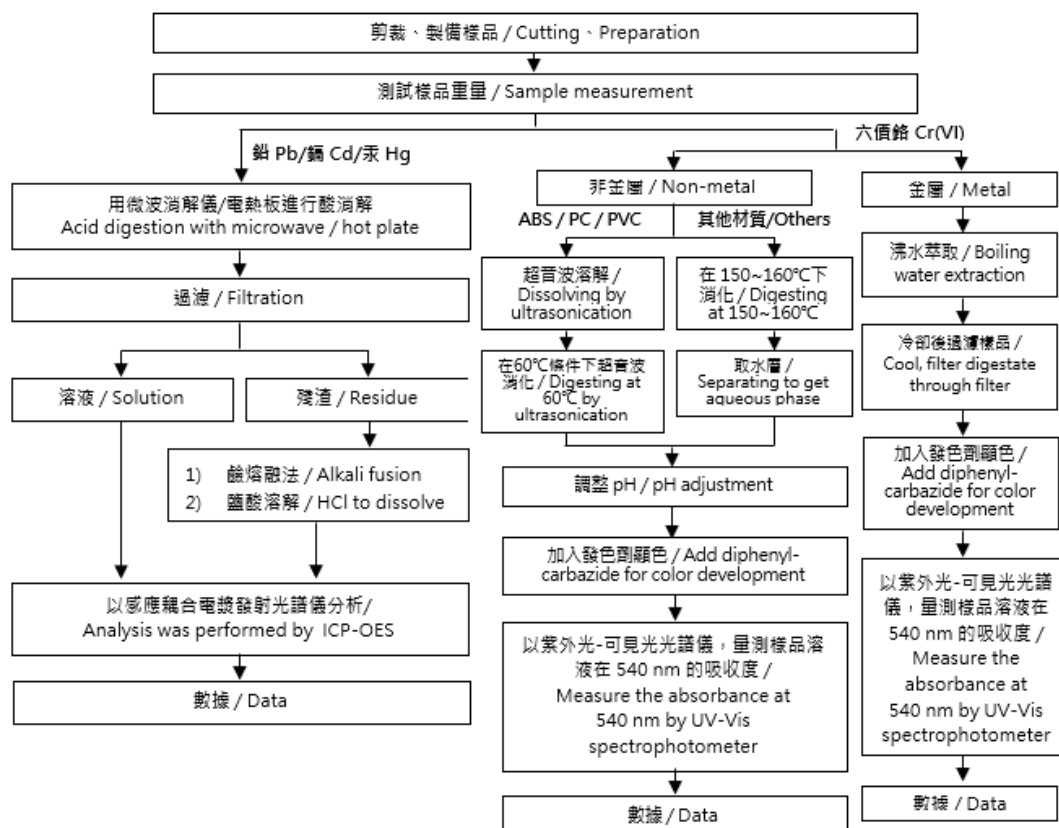 剪裁、製備樣品 / Cutting、Preparation
測試樣品重量 / Sample measurement
鉛 Pb/鎘 Cd/汞 Hg
六價鉻 Cr(VI)
用微波消解儀/電熱板進行酸消解
Acid digestion with microwave / hot plate
過濾 / Filtration
溶液 / Solution
殘渣 / Residue
1) 鹼熔融法 / Alkali fusion
2) 鹽酸溶解 / HCl to dissolve
以感應耦合電漿發射光譜儀分析/
Analysis was performed by ICP-OES
數據 / Data
非金屬 / Non-metal
ABS / PC / PVC
其他材質/Others
超音波溶解 /
Dissolving by
ultrasonication
在 150~160℃下
消化 / Digesting
at 150~160℃
在60℃條件下超音波
消化 / Digesting at
60℃ by
ultrasonication
取水層 /
Separating to get
aqueous phase
調整 pH / pH adjustment
加入發色劑顯色 / Add diphenyl-
carbazide for color development
以紫外光-可見光光譜儀，量測樣品溶
液在 540 nm 的吸收度 /
Measure the absorbance at
540 nm by UV-Vis
spectrophotometer
數據 / Data
金屬 / Metal
沸水萃取 / Boiling
water extraction
冷卻後過濾樣品 /
Cool, filter digestate
through filter
加入發色劑顯色 /
Add diphenyl-
carbazide for color
development
以紫外光-可見光光譜
儀，量測樣品溶液在
540 nm 的吸收度 /
Measure the
absorbance at
540 nm by UV-Vis
spectrophotometer
數據 / Data